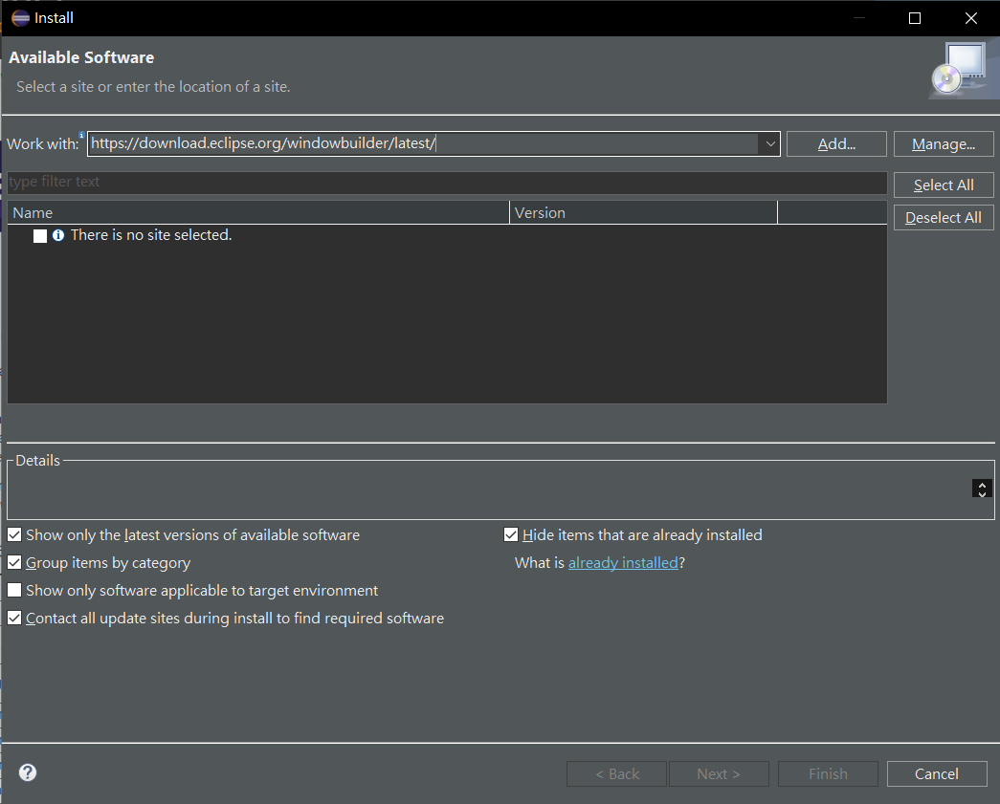 Install
Available Software
Select a site or enter the location of a site.
Work with: https://download.eclipse.org/windowbuilder/latest/ Add... Manage...
type filter text Select All
Name Version Deselect All
There is no site selected.
Details
Show only the latest versions of available software Hide items that are already installed
Group items by category What is already installed?
Show only software applicable to target environment
Contact all update sites during install to find required software
? < Back Next > Finish Cancel